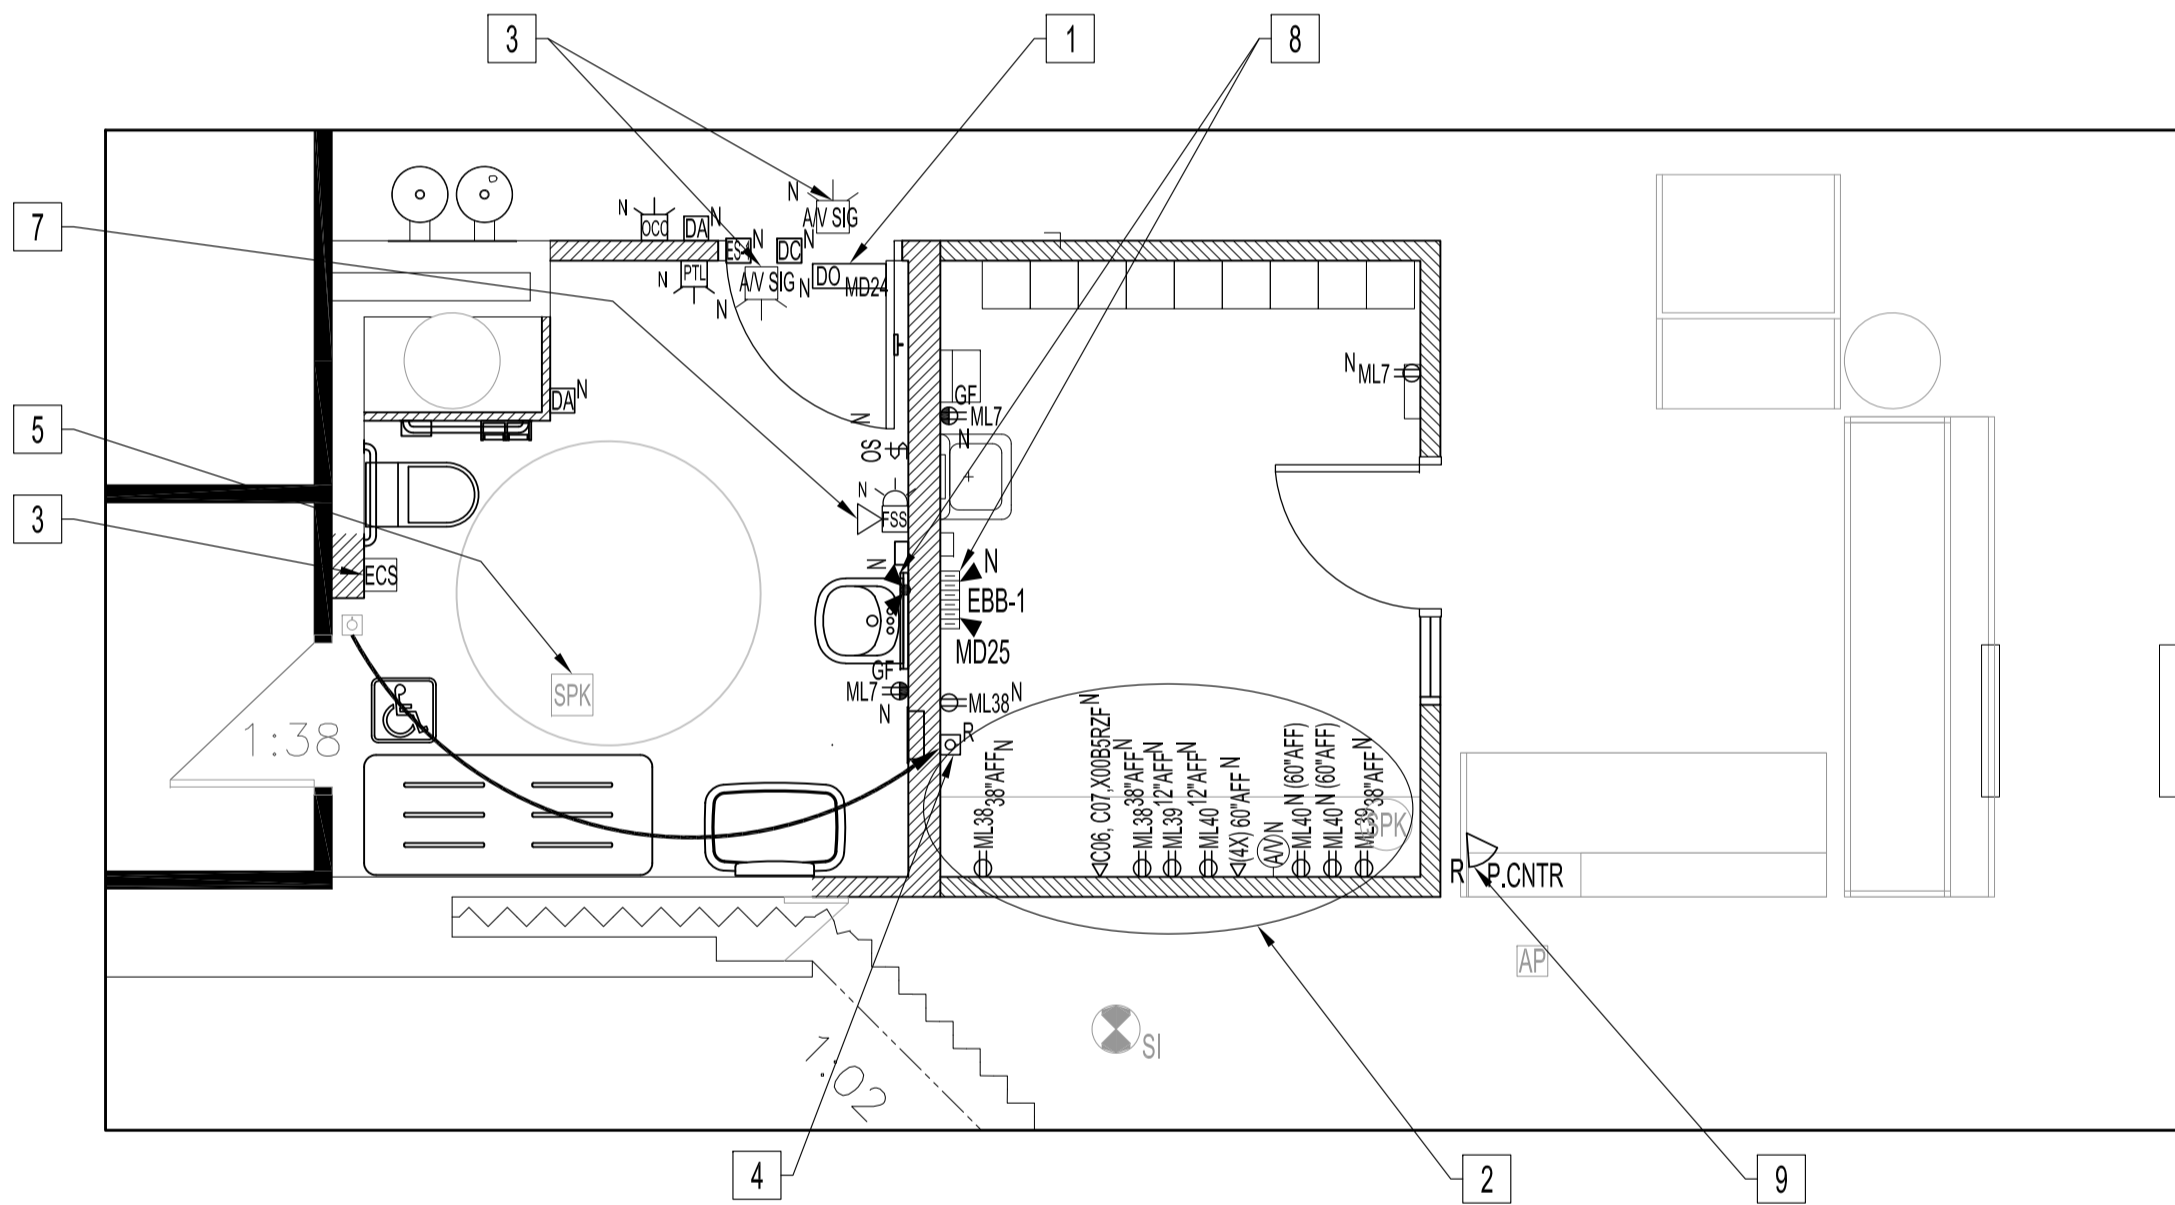 3
1
8
7
5
3
N
A/V SIG
N
OCC
DA
N
ES-1
N
DC
N
N
PTL
A/V SIG
N
DO
MD24
N
DA
N
N
SO
N
FSS
N
GF
ML7
N
N
ML7
ECS
N
EBB-1
MD25
SPK
GF
ML7
N
ML38
N
R
1:38
ML38 38"AFF N
C06, C07,X00B5RZF N
ML38 38"AFF N
ML39 12"AFF N
ML40 12"AFF N
(4X) 60"AFF N
A/V N
ML40 N (60"AFF)
ML40 N (60"AFF)
ML39 38"AFF N
SPK
R
P.CNTR
AP
SI
1:02
4
2
9